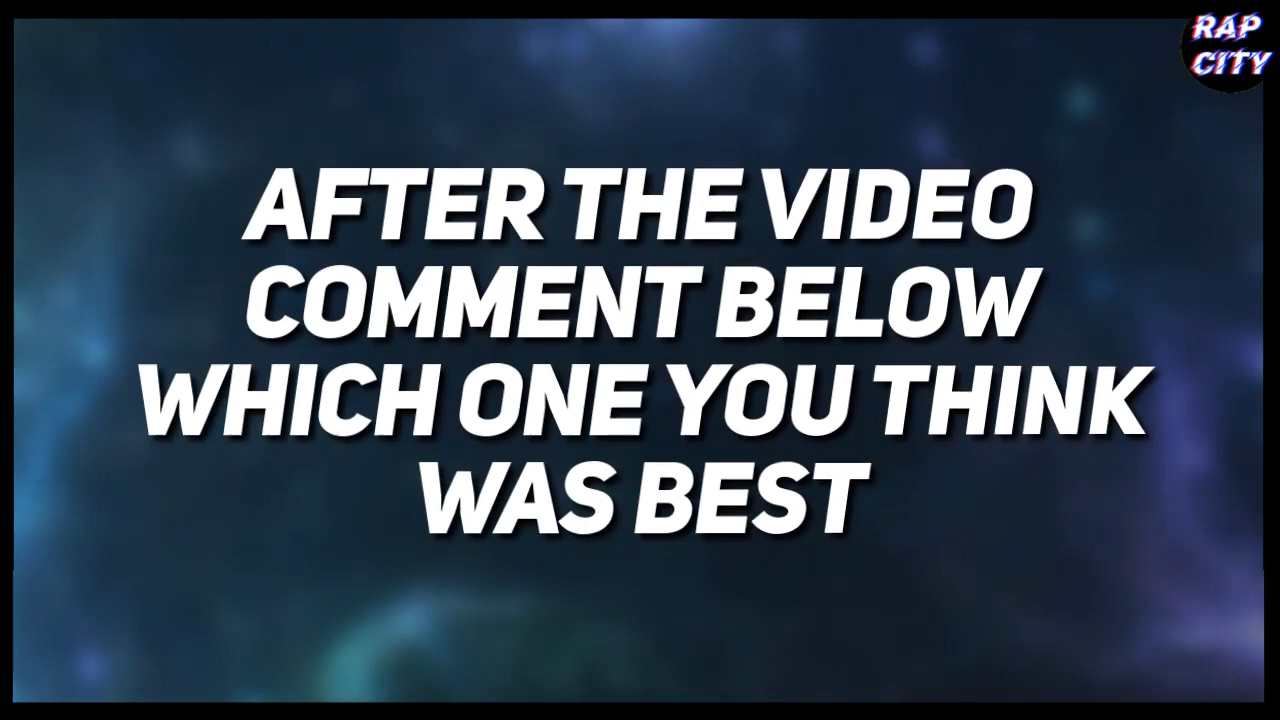 RAP
CITY
AFTER THE VIDEO
COMMENT BELOW
WHICH ONE YOU THINK
WAS BEST